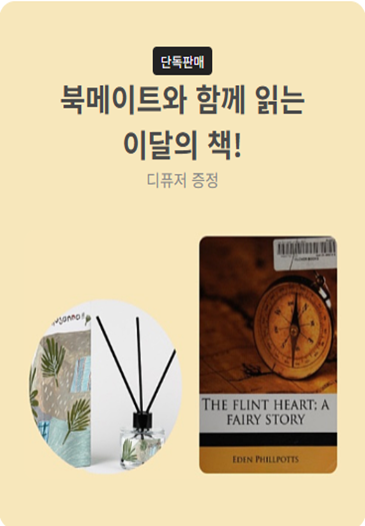 단독판매
북메이트와 함께 읽는
이달의 책!
디퓨저 증정
THE FLINT HEART; A
FAIRY STORY
EDEN PHILLPOTTS